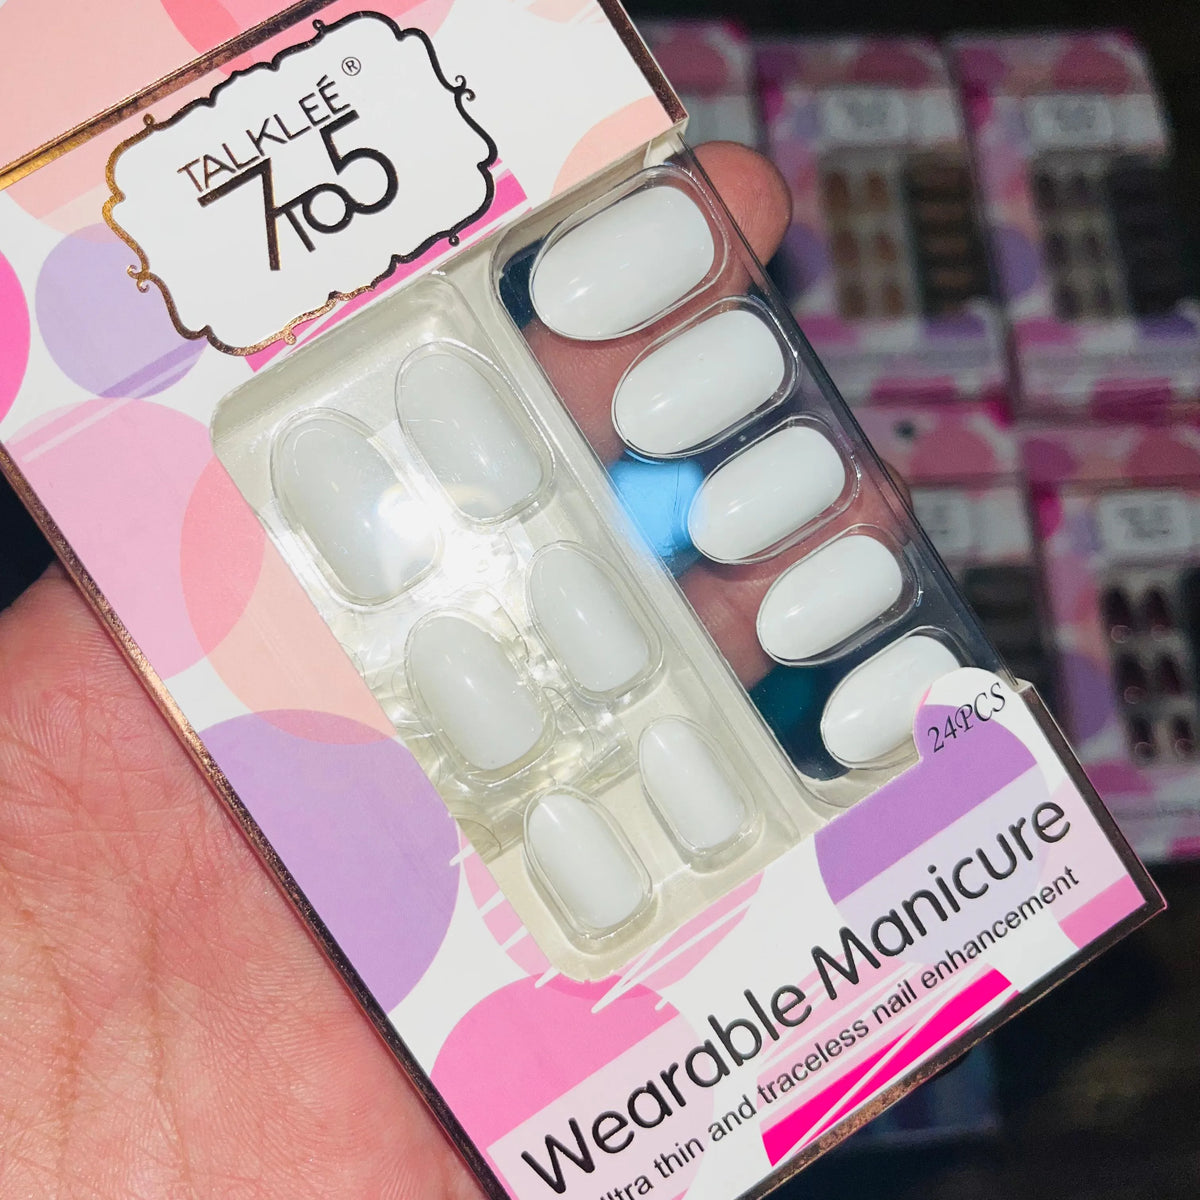 TALKLEÉ®
7TO5
24PCS
Wearable Manicure
Ultra thin and traceless nail enhancement